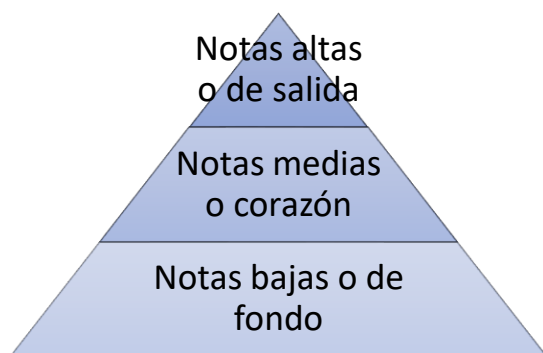 Notas altas
o de salida
Notas medias
o corazón
Notas bajas o de
fondo